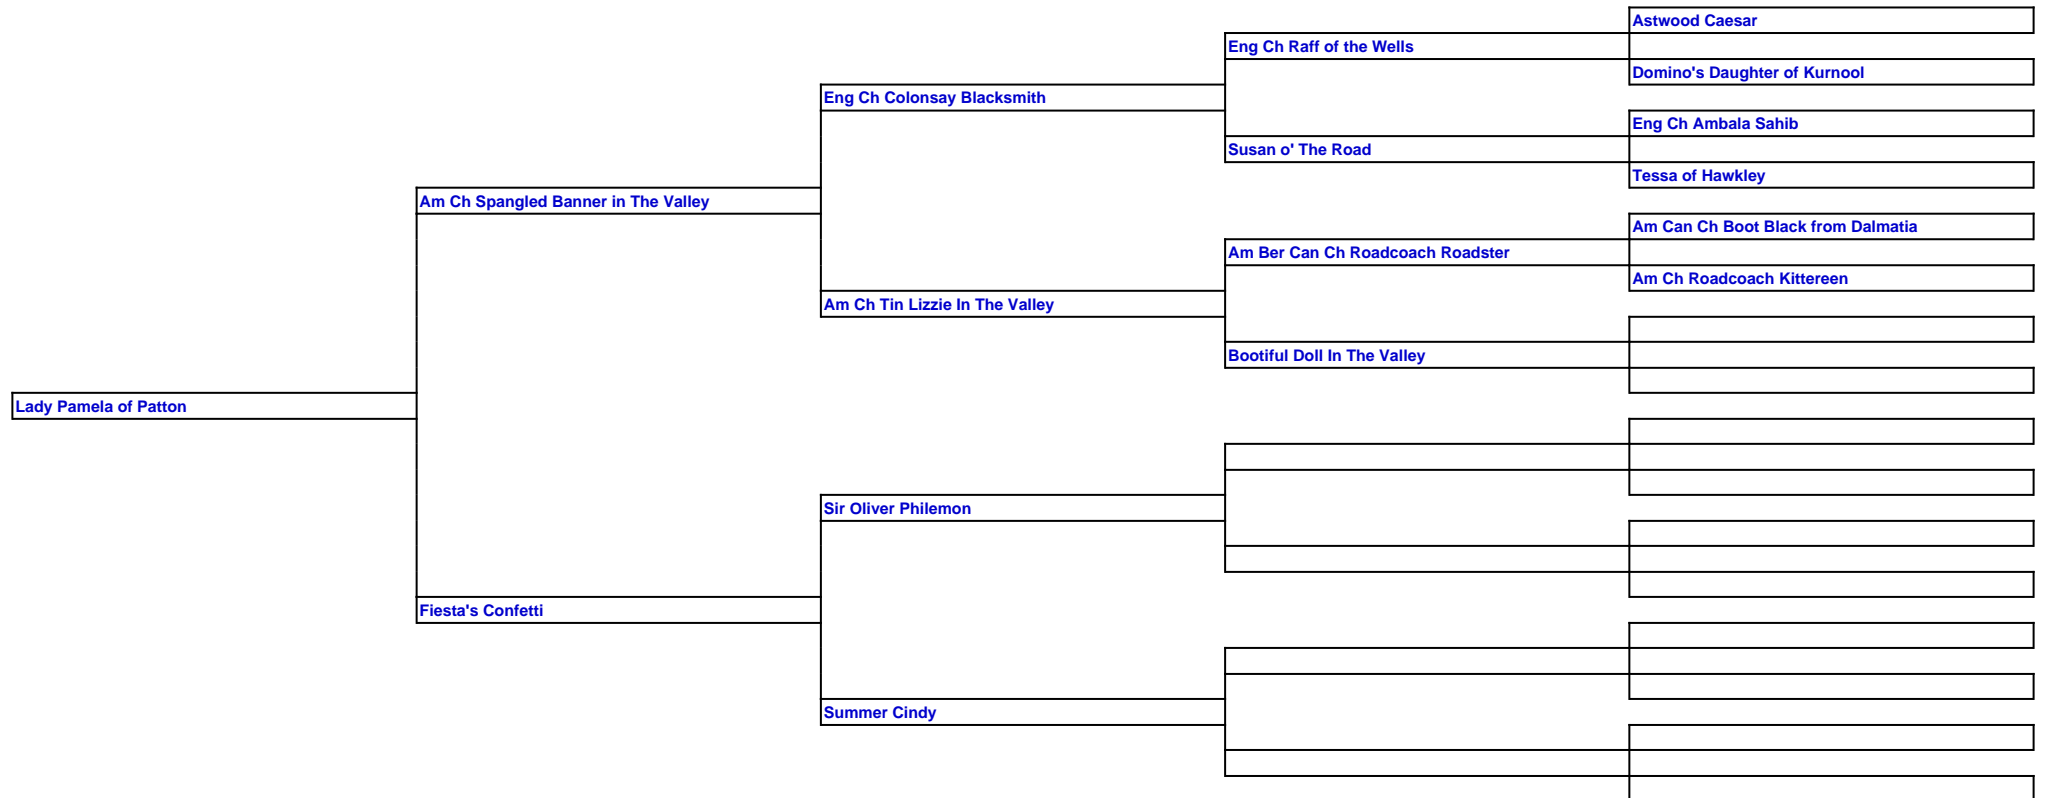 Astwood Caesar
Eng Ch Raff of the Wells
Domino's Daughter of Kurnool
Eng Ch Colonsay Blacksmith
Eng Ch Ambala Sahib
Susan o' The Road
Tessa of Hawkley
Am Ch Spangled Banner in The Valley
Am Can Ch Boot Black from Dalmatia
Am Ber Can Ch Roadcoach Roadster
Am Ch Roadcoach Kittereen
Am Ch Tin Lizzie In The Valley
Bootiful Doll In The Valley
Lady Pamela of Patton
Sir Oliver Philemon
Fiesta's Confetti
Summer Cindy